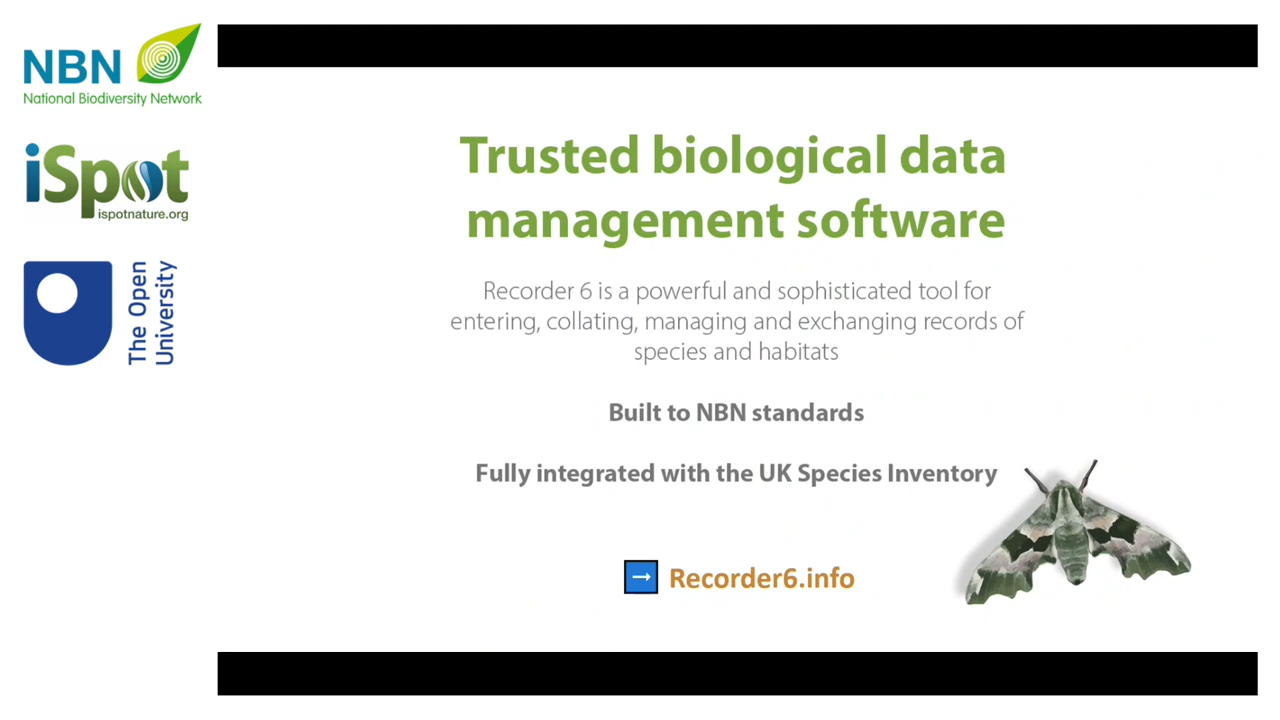 NBN
National Biodiversity Network
iSpot
ispotnature.org
The Open
University
Trusted biological data
management software
Recorder 6 is a powerful and sophisticated tool for
entering, collating, managing and exchanging records of
species and habitats
Built to NBN standards
Fully integrated with the UK Species Inventory
Recorder6.info